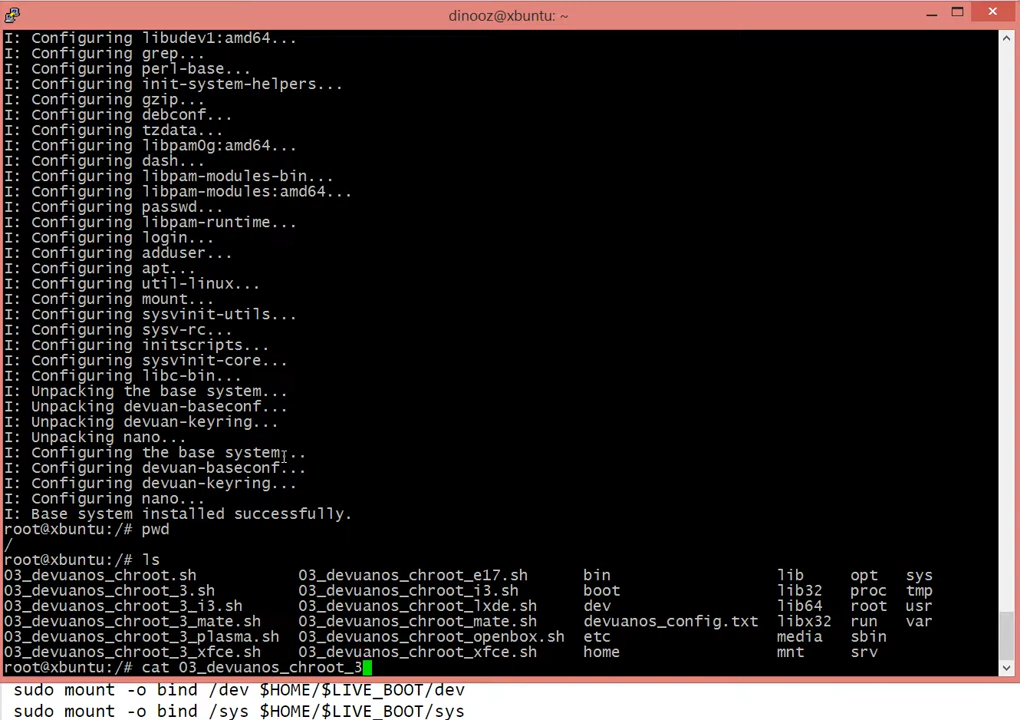 dinooz@xbuntu: ~
I: Configuring libudev1:amd64...
I: Configuring grep...
I: Configuring perl-base...
I: Configuring init-system-helpers...
I: Configuring gzip...
I: Configuring debconf...
I: Configuring tzdata...
I: Configuring libpam0g:amd64...
I: Configuring dash...
I: Configuring libpam-modules-bin...
I: Configuring libpam-modules:amd64...
I: Configuring passwd...
I: Configuring libpam-runtime...
I: Configuring login...
I: Configuring adduser...
I: Configuring apt...
I: Configuring util-linux...
I: Configuring mount...
I: Configuring sysvinit-utils...
I: Configuring sysv-rc...
I: Configuring initscripts...
I: Configuring sysvinit-core...
I: Configuring libc-bin...
I: Unpacking the base system...
I: Unpacking devuan-baseconf...
I: Unpacking devuan-keyring...
I: Unpacking nano...
I: Configuring the base system...
I: Configuring devuan-baseconf...
I: Configuring devuan-keyring...
I: Configuring nano...
I: Base system installed successfully.
root@xbuntu:/# pwd
/
root@xbuntu:/# ls
03_devuanos_chroot.sh 03_devuanos_chroot_e17.sh bin lib opt sys
03_devuanos_chroot_3.sh 03_devuanos_chroot_i3.sh boot lib32 proc tmp
03_devuanos_chroot_3_i3.sh 03_devuanos_chroot_lxde.sh dev lib64 root usr
03_devuanos_chroot_3_mate.sh 03_devuanos_chroot_mate.sh devuanos_config.txt libx32 run var
03_devuanos_chroot_3_plasma.sh 03_devuanos_chroot_openbox.sh etc media sbin
03_devuanos_chroot_3_xfce.sh 03_devuanos_chroot_xfce.sh home mnt srv
root@xbuntu:/# cat 03_devuanos_chroot_3
sudo mount -o bind /dev $HOME/$LIVE_BOOT/dev
sudo mount -o bind /sys $HOME/$LIVE_BOOT/sys